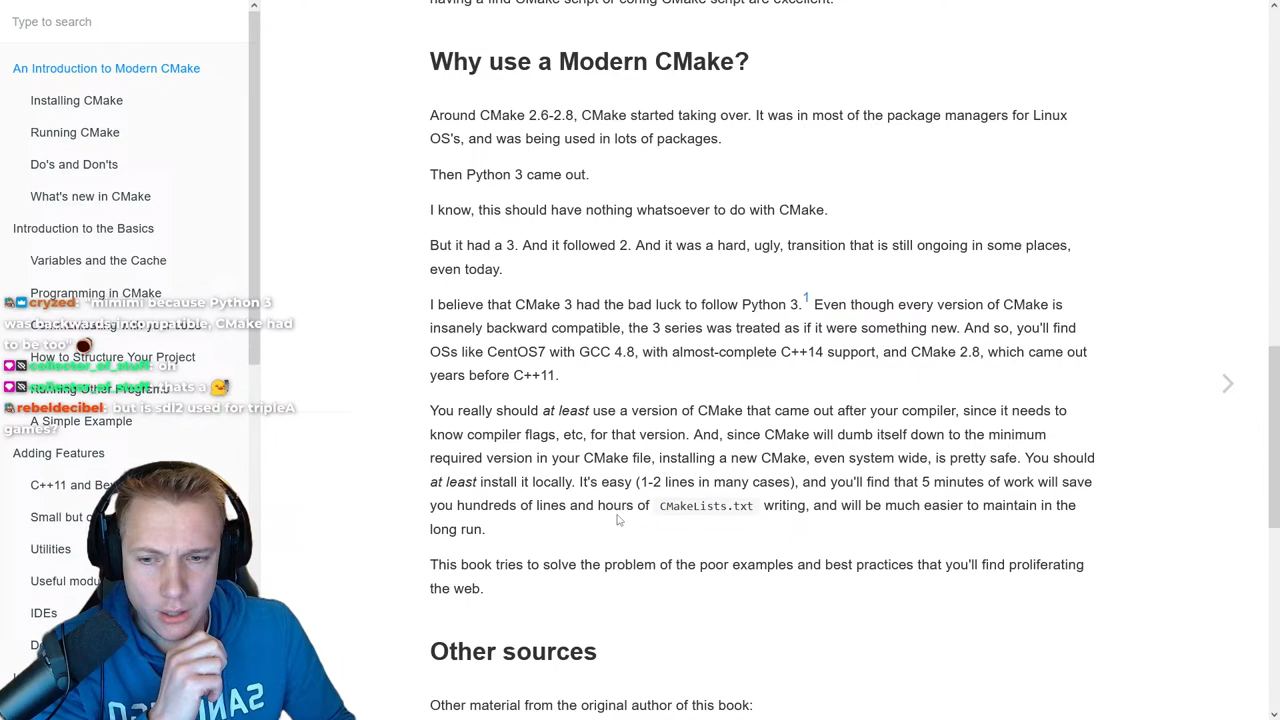 Type to search
An Introduction to Modern CMake
Installing CMake
Running CMake
Do's and Don'ts
What's new in CMake
Introduction to the Basics
Variables and the Cache
Programming in CMake
How to Structure Your Project
Running Other Programs
A Simple Example
Adding Features
C++11 and Be
Small but c
Utilities
Useful modu
IDEs
cryzed: "mimimi because Python 3
was backwards incompatible, CMake had
to be too"
collector_of_stuff: oh
collector_of_stuff: thats a
rebeldecibel: but is sdl2 used for tripleA
games?
having a find CMake script or config CMake script are excellent.
Why use a Modern CMake?
Around CMake 2.6-2.8, CMake started taking over. It was in most of the package managers for Linux
OS's, and was being used in lots of packages.
Then Python 3 came out.
I know, this should have nothing whatsoever to do with CMake.
But it had a 3. And it followed 2. And it was a hard, ugly, transition that is still ongoing in some places,
even today.
I believe that CMake 3 had the bad luck to follow Python 3.1 Even though every version of CMake is
insanely backward compatible, the 3 series was treated as if it were something new. And so, you'll find
OSs like CentOS7 with GCC 4.8, with almost-complete C++14 support, and CMake 2.8, which came out
years before C++11.
You really should at least use a version of CMake that came out after your compiler, since it needs to
know compiler flags, etc, for that version. And, since CMake will dumb itself down to the minimum
required version in your CMake file, installing a new CMake, even system wide, is pretty safe. You should
at least install it locally. It's easy (1-2 lines in many cases), and you'll find that 5 minutes of work will save
you hundreds of lines and hours of CMakeLists.txt writing, and will be much easier to maintain in the
long run.
This book tries to solve the problem of the poor examples and best practices that you'll find proliferating
the web.
Other sources
Other material from the original author of this book: